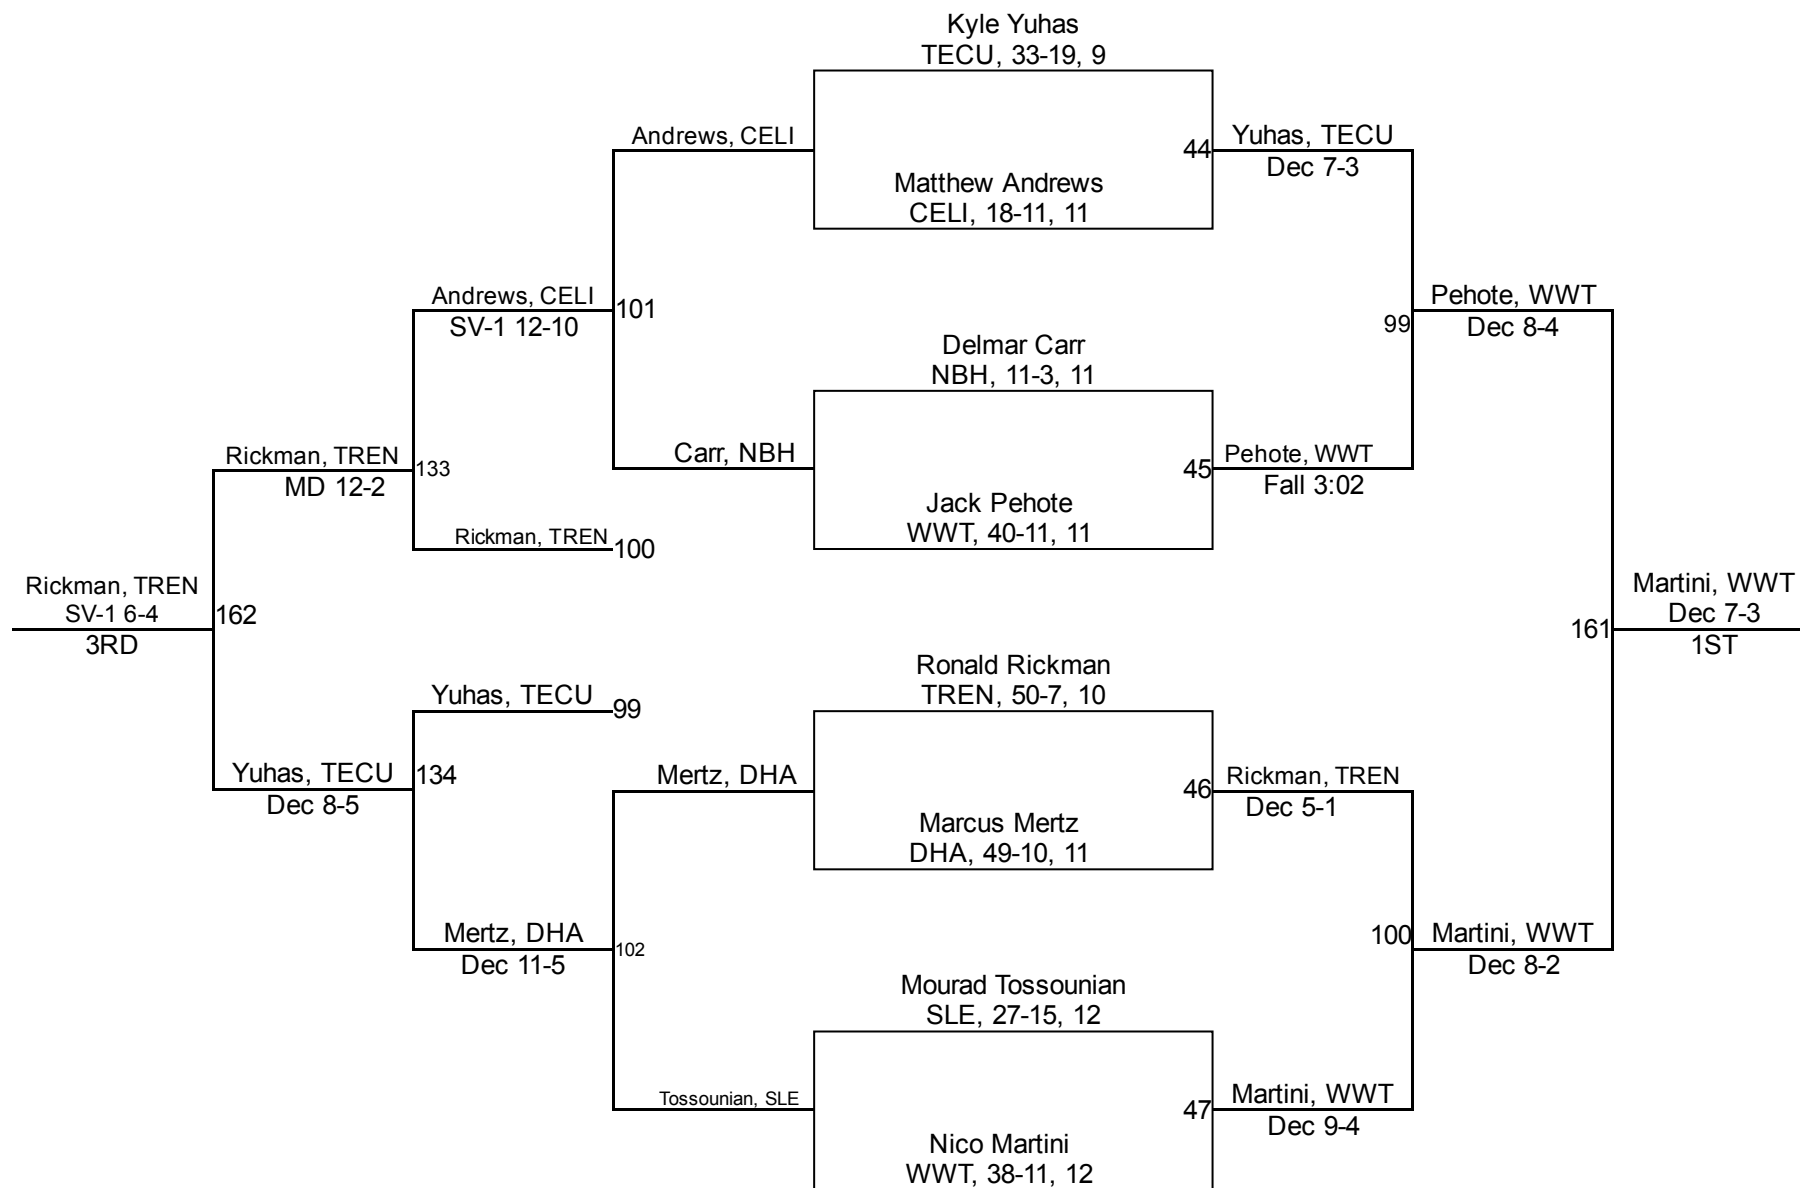 Kyle Yuhas
TECU, 33-19, 9
Andrews, CELI
44
Yuhas, TECU
Dec 7-3
Matthew Andrews
CELI, 18-11, 11
Andrews, CELI
SV-1 12-10
101
Pehote, WWT
Dec 8-4
99
Delmar Carr
NBH, 11-3, 11
Rickman, TREN
MD 12-2
133
Carr, NBH
45
Pehote, WWT
Fall 3:02
Jack Pehote
WWT, 40-11, 11
Rickman, TREN
100
Rickman, TREN
SV-1 6-4
3RD
162
161
Martini, WWT
Dec 7-3
1ST
Ronald Rickman
TREN, 50-7, 10
Yuhas, TECU
99
Yuhas, TECU
Dec 8-5
134
Mertz, DHA
46
Rickman, TREN
Dec 5-1
Marcus Mertz
DHA, 49-10, 11
Mertz, DHA
Dec 11-5
102
100
Martini, WWT
Dec 8-2
Mourad Tossounian
SLE, 27-15, 12
Tossounian, SLE
47
Martini, WWT
Dec 9-4
Nico Martini
WWT, 38-11, 12